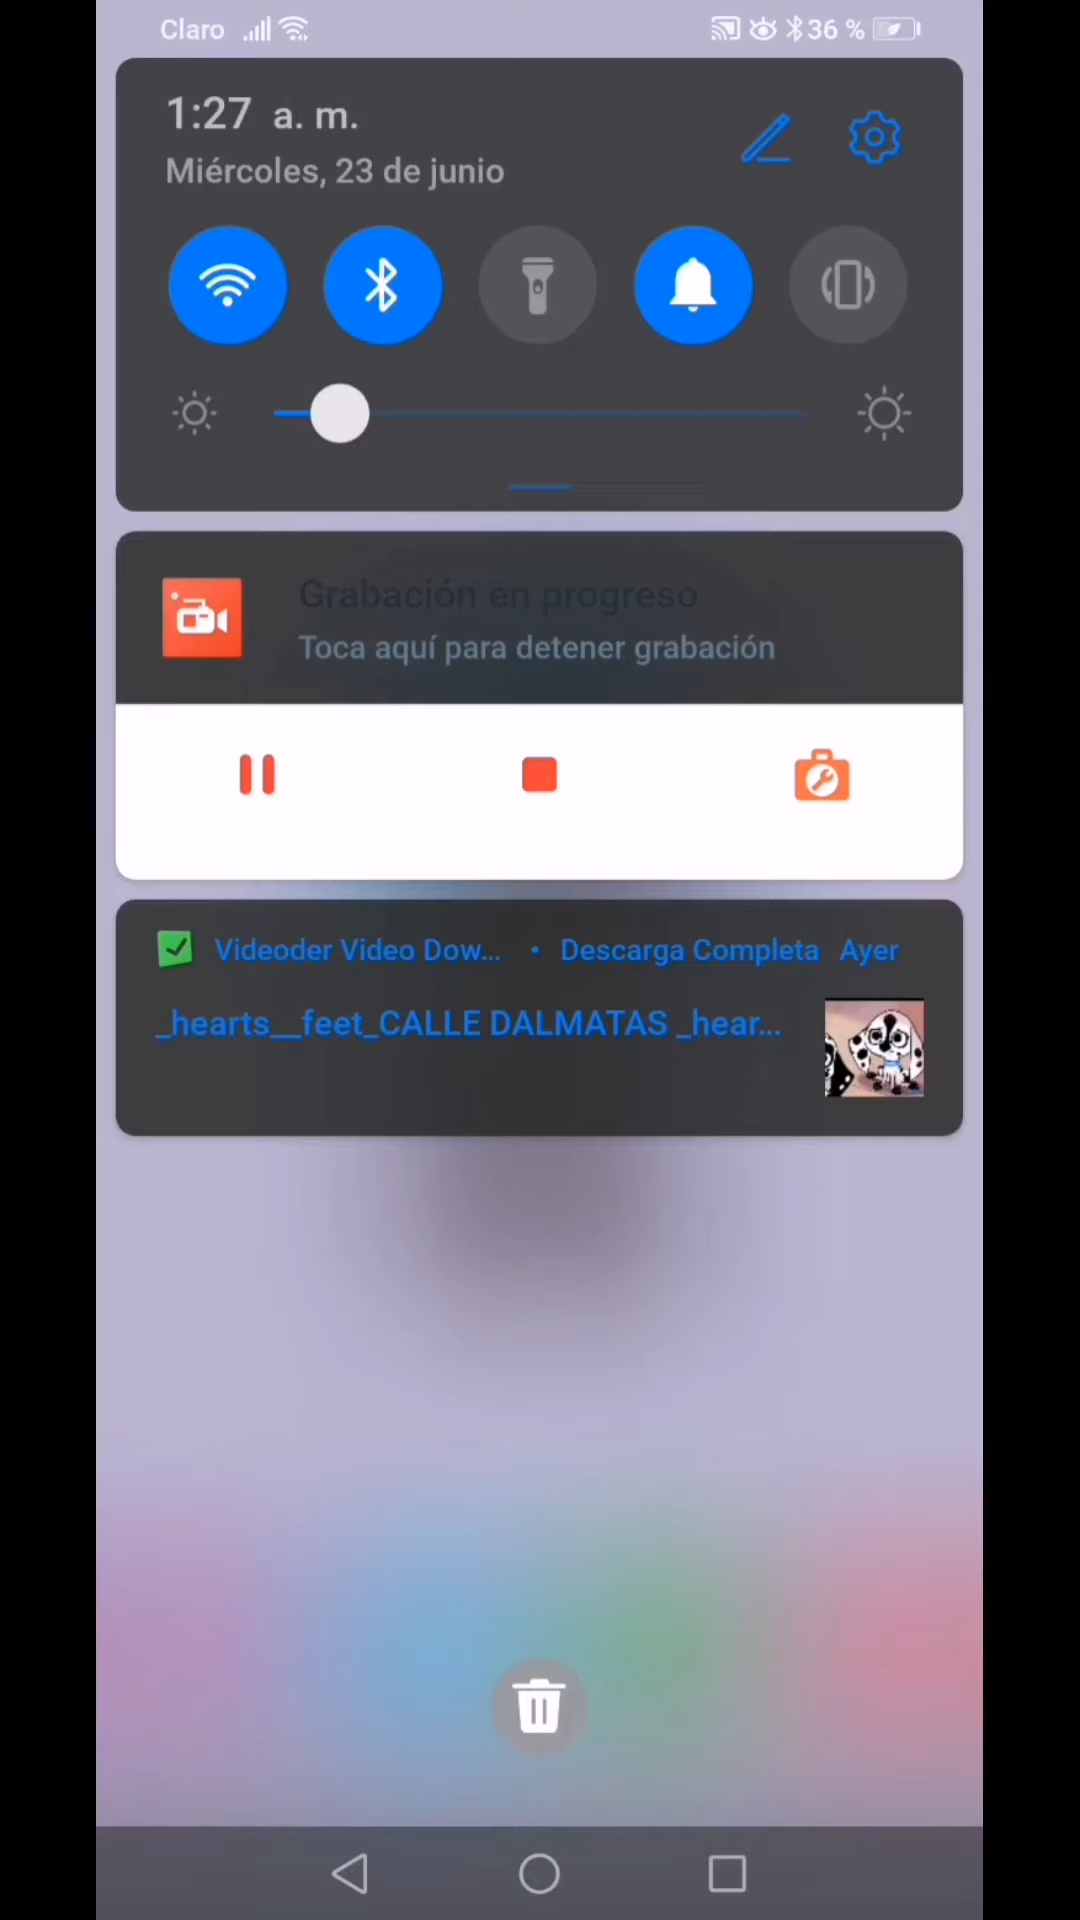 Claro
36 %
1:27 a. m.
Miércoles, 23 de junio
Grabación en progreso
Toca aquí para detener grabación
Videoder Video Dow... • Descarga Completa Ayer
_hearts__feet_CALLE DALMATAS _hear...